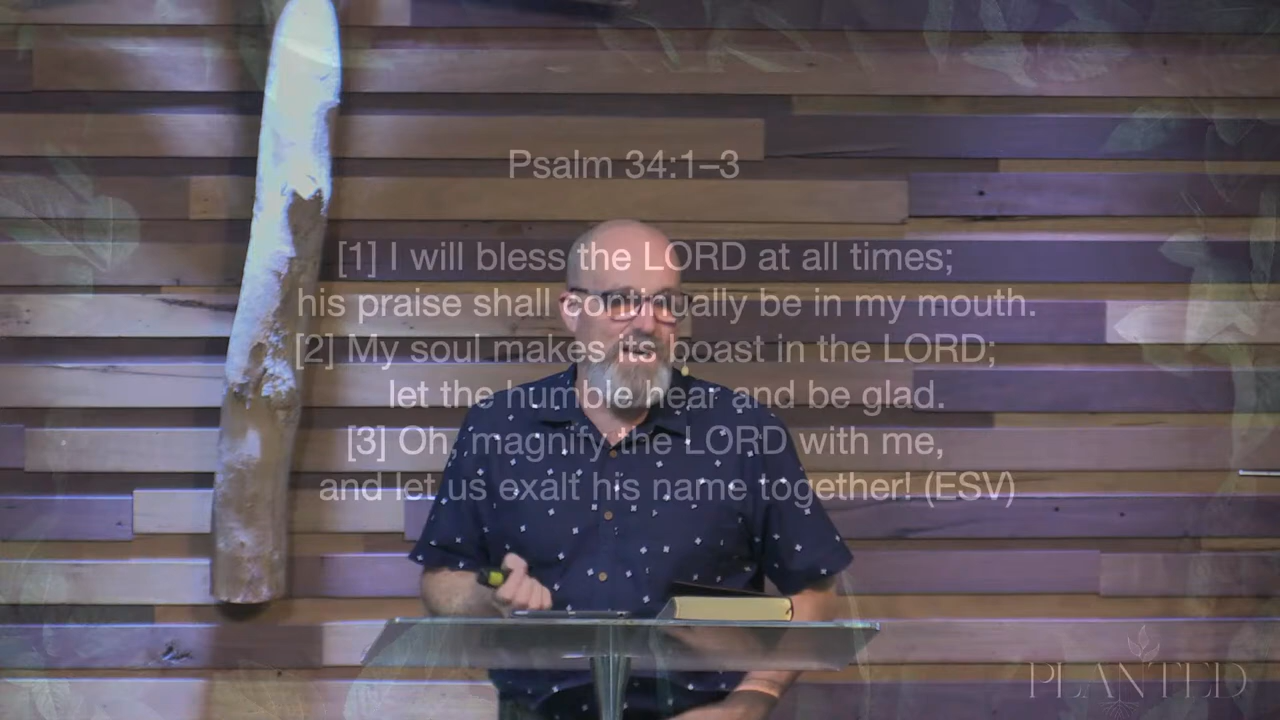 Psalm 34:1–3
[1] I will bless the LORD at all times;
his praise shall continually be in my mouth.
[2] My soul makes its boast in the LORD;
let the humble hear and be glad.
[3] Oh, magnify the LORD with me,
and let us exalt his name together! (ESV)
PLANTED